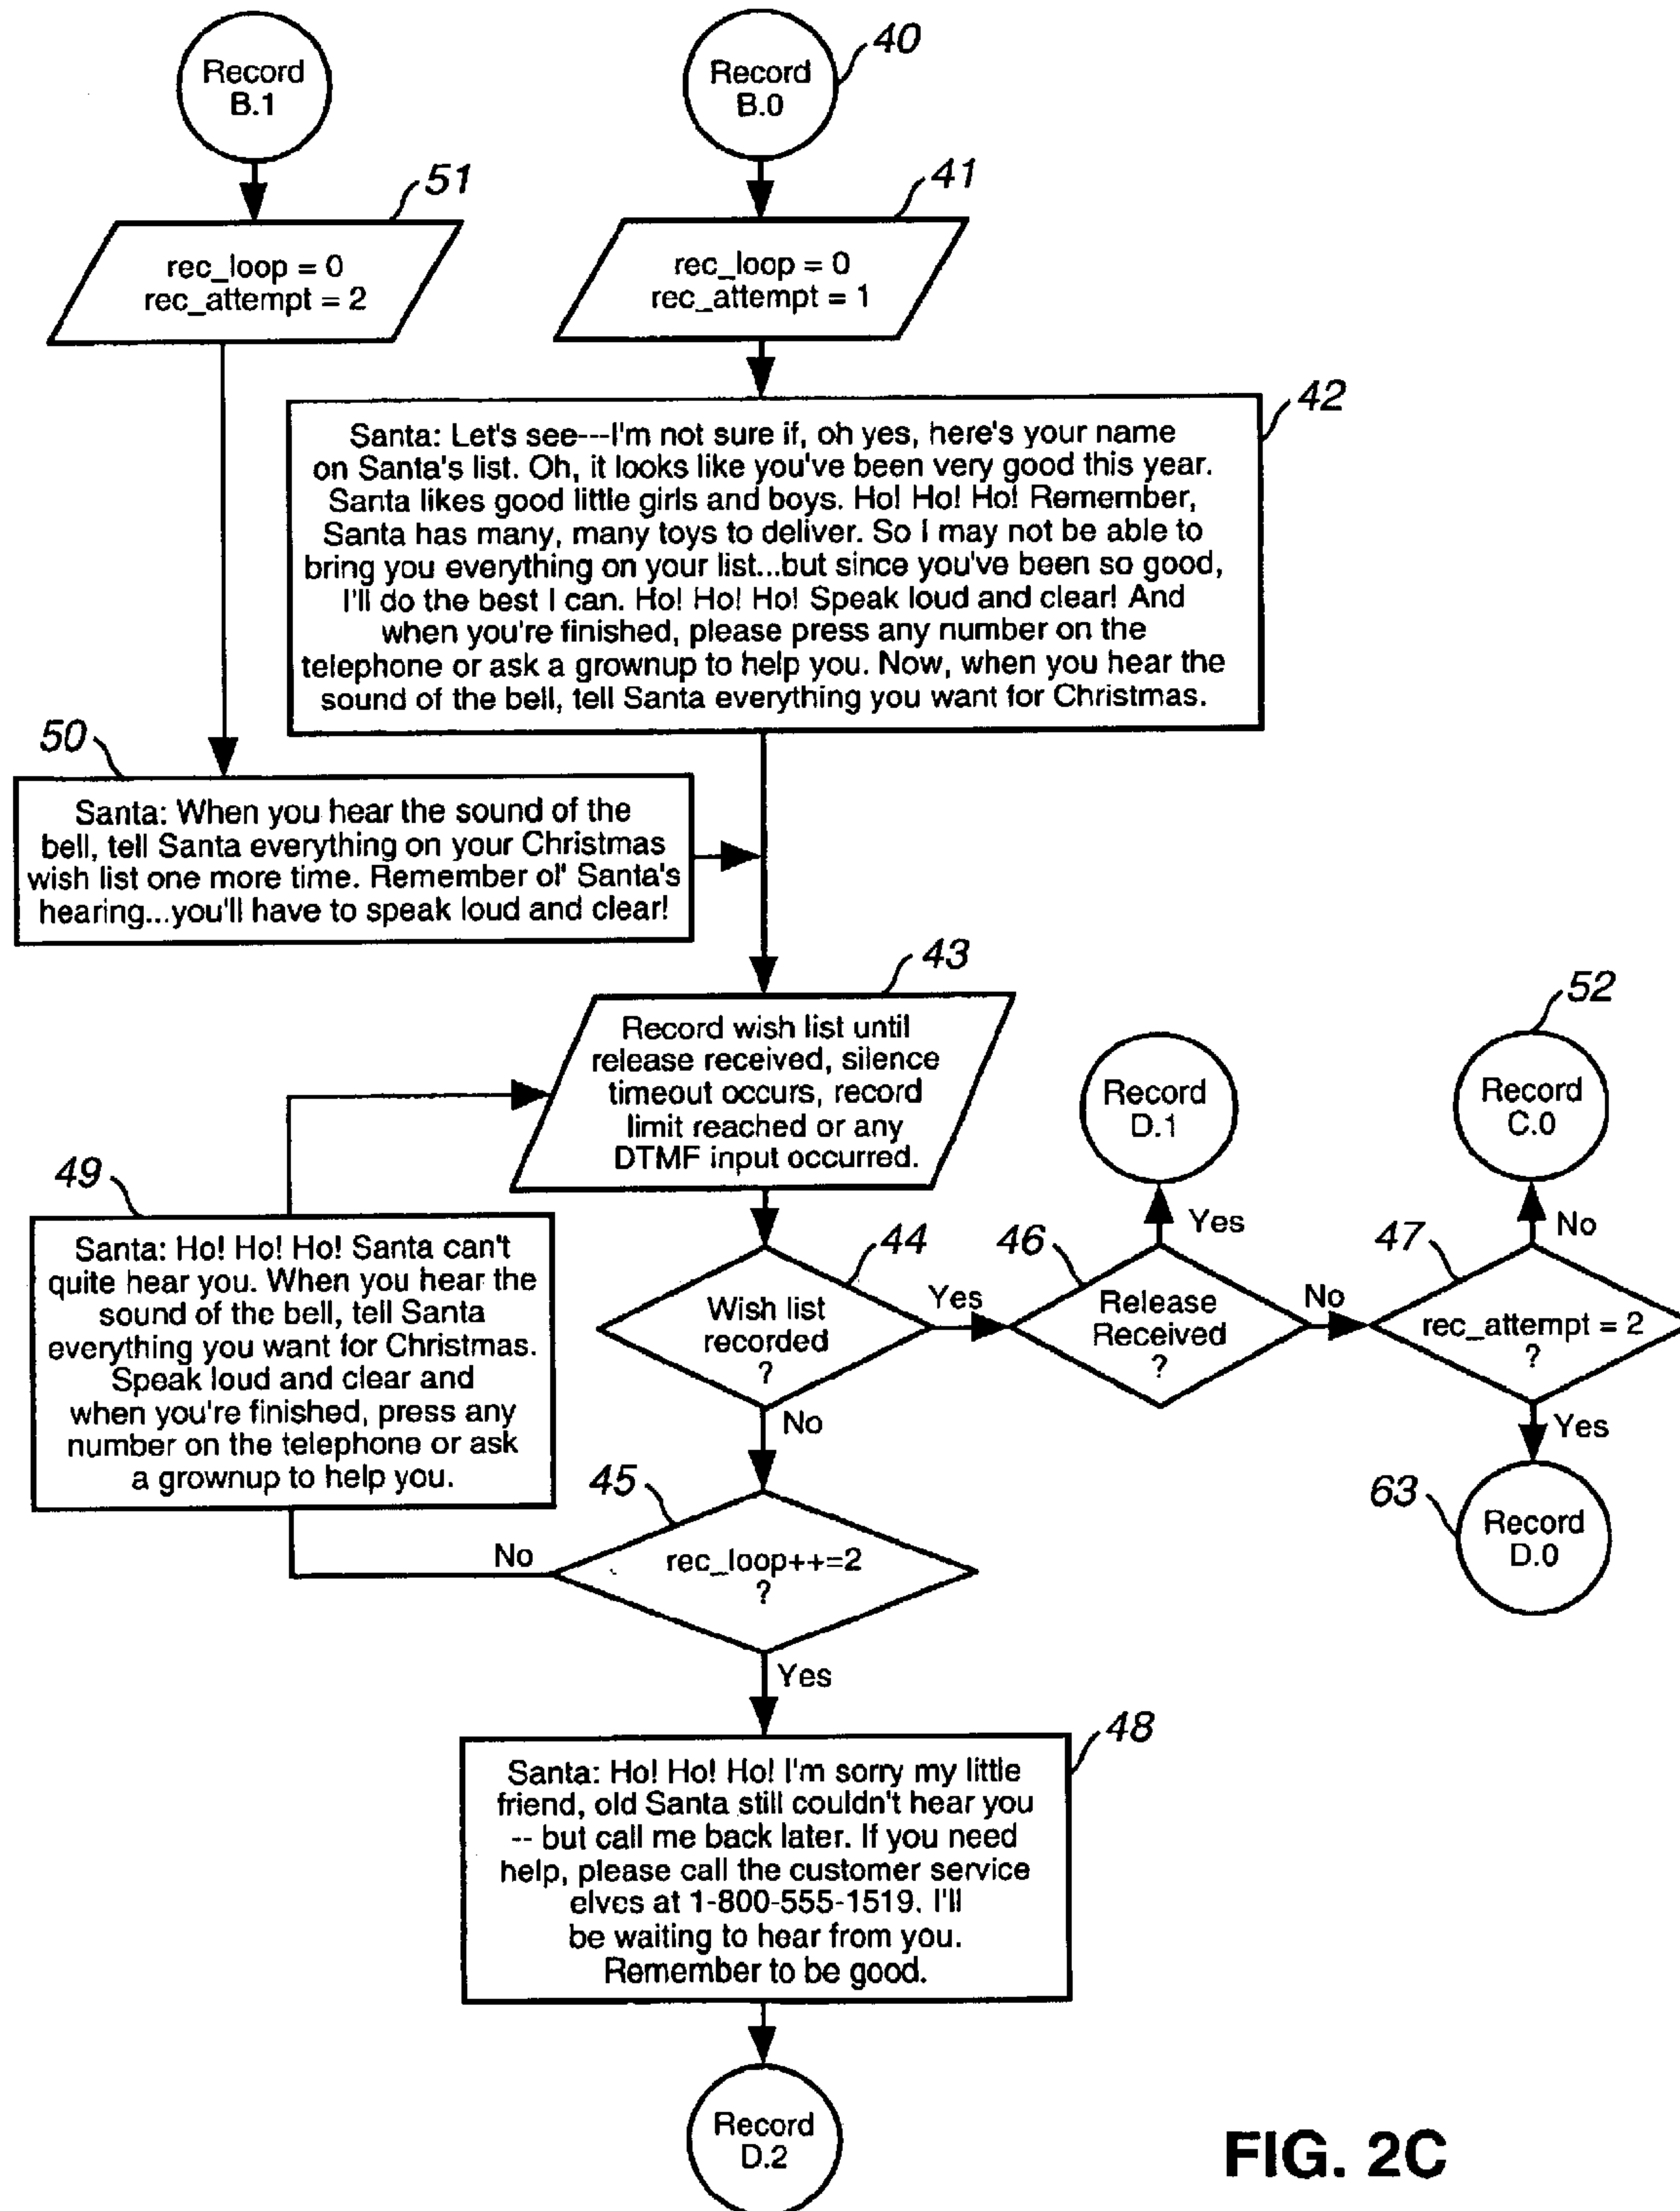 Record
B.1
Record
B.0
40
51
41
rec_loop = 0
rec_attempt = 2
rec_loop = 0
rec_attempt = 1
42
Santa: Let's see---I'm not sure if, oh yes, here's your name
on Santa's list. Oh, it looks like you've been very good this year.
Santa likes good little girls and boys. Ho! Ho! Ho! Remember,
Santa has many, many toys to deliver. So I may not be able to
bring you everything on your list...but since you've been so good,
I'll do the best I can. Ho! Ho! Ho! Speak loud and clear! And
when you're finished, please press any number on the
telephone or ask a grownup to help you. Now, when you hear the
sound of the bell, tell Santa everything you want for Christmas.
50
Santa: When you hear the sound of the
bell, tell Santa everything on your Christmas
wish list one more time. Remember ol' Santa's
hearing...you'll have to speak loud and clear!
43
Record wish list until
release received, silence
timeout occurs, record
limit reached or any
DTMF input occurred.
Record
D.1
52
Record
C.0
49
Santa: Ho! Ho! Ho! Santa can't
quite hear you. When you hear the
sound of the bell, tell Santa
everything you want for Christmas.
Speak loud and clear and
when you're finished, press any
number on the telephone or ask
a grownup to help you.
44
Wish list
recorded
?
Yes
No
46
Release
Received
?
Yes
No
47
rec_attempt = 2
?
No
Yes
63
Record
D.0
45
rec_loop++=2
?
No
Yes
48
Santa: Ho! Ho! Ho! I'm sorry my little
friend, old Santa still couldn't hear you
-- but call me back later. If you need
help, please call the customer service
elves at 1-800-555-1519. I'll
be waiting to hear from you.
Remember to be good.
Record
D.2
FIG. 2C